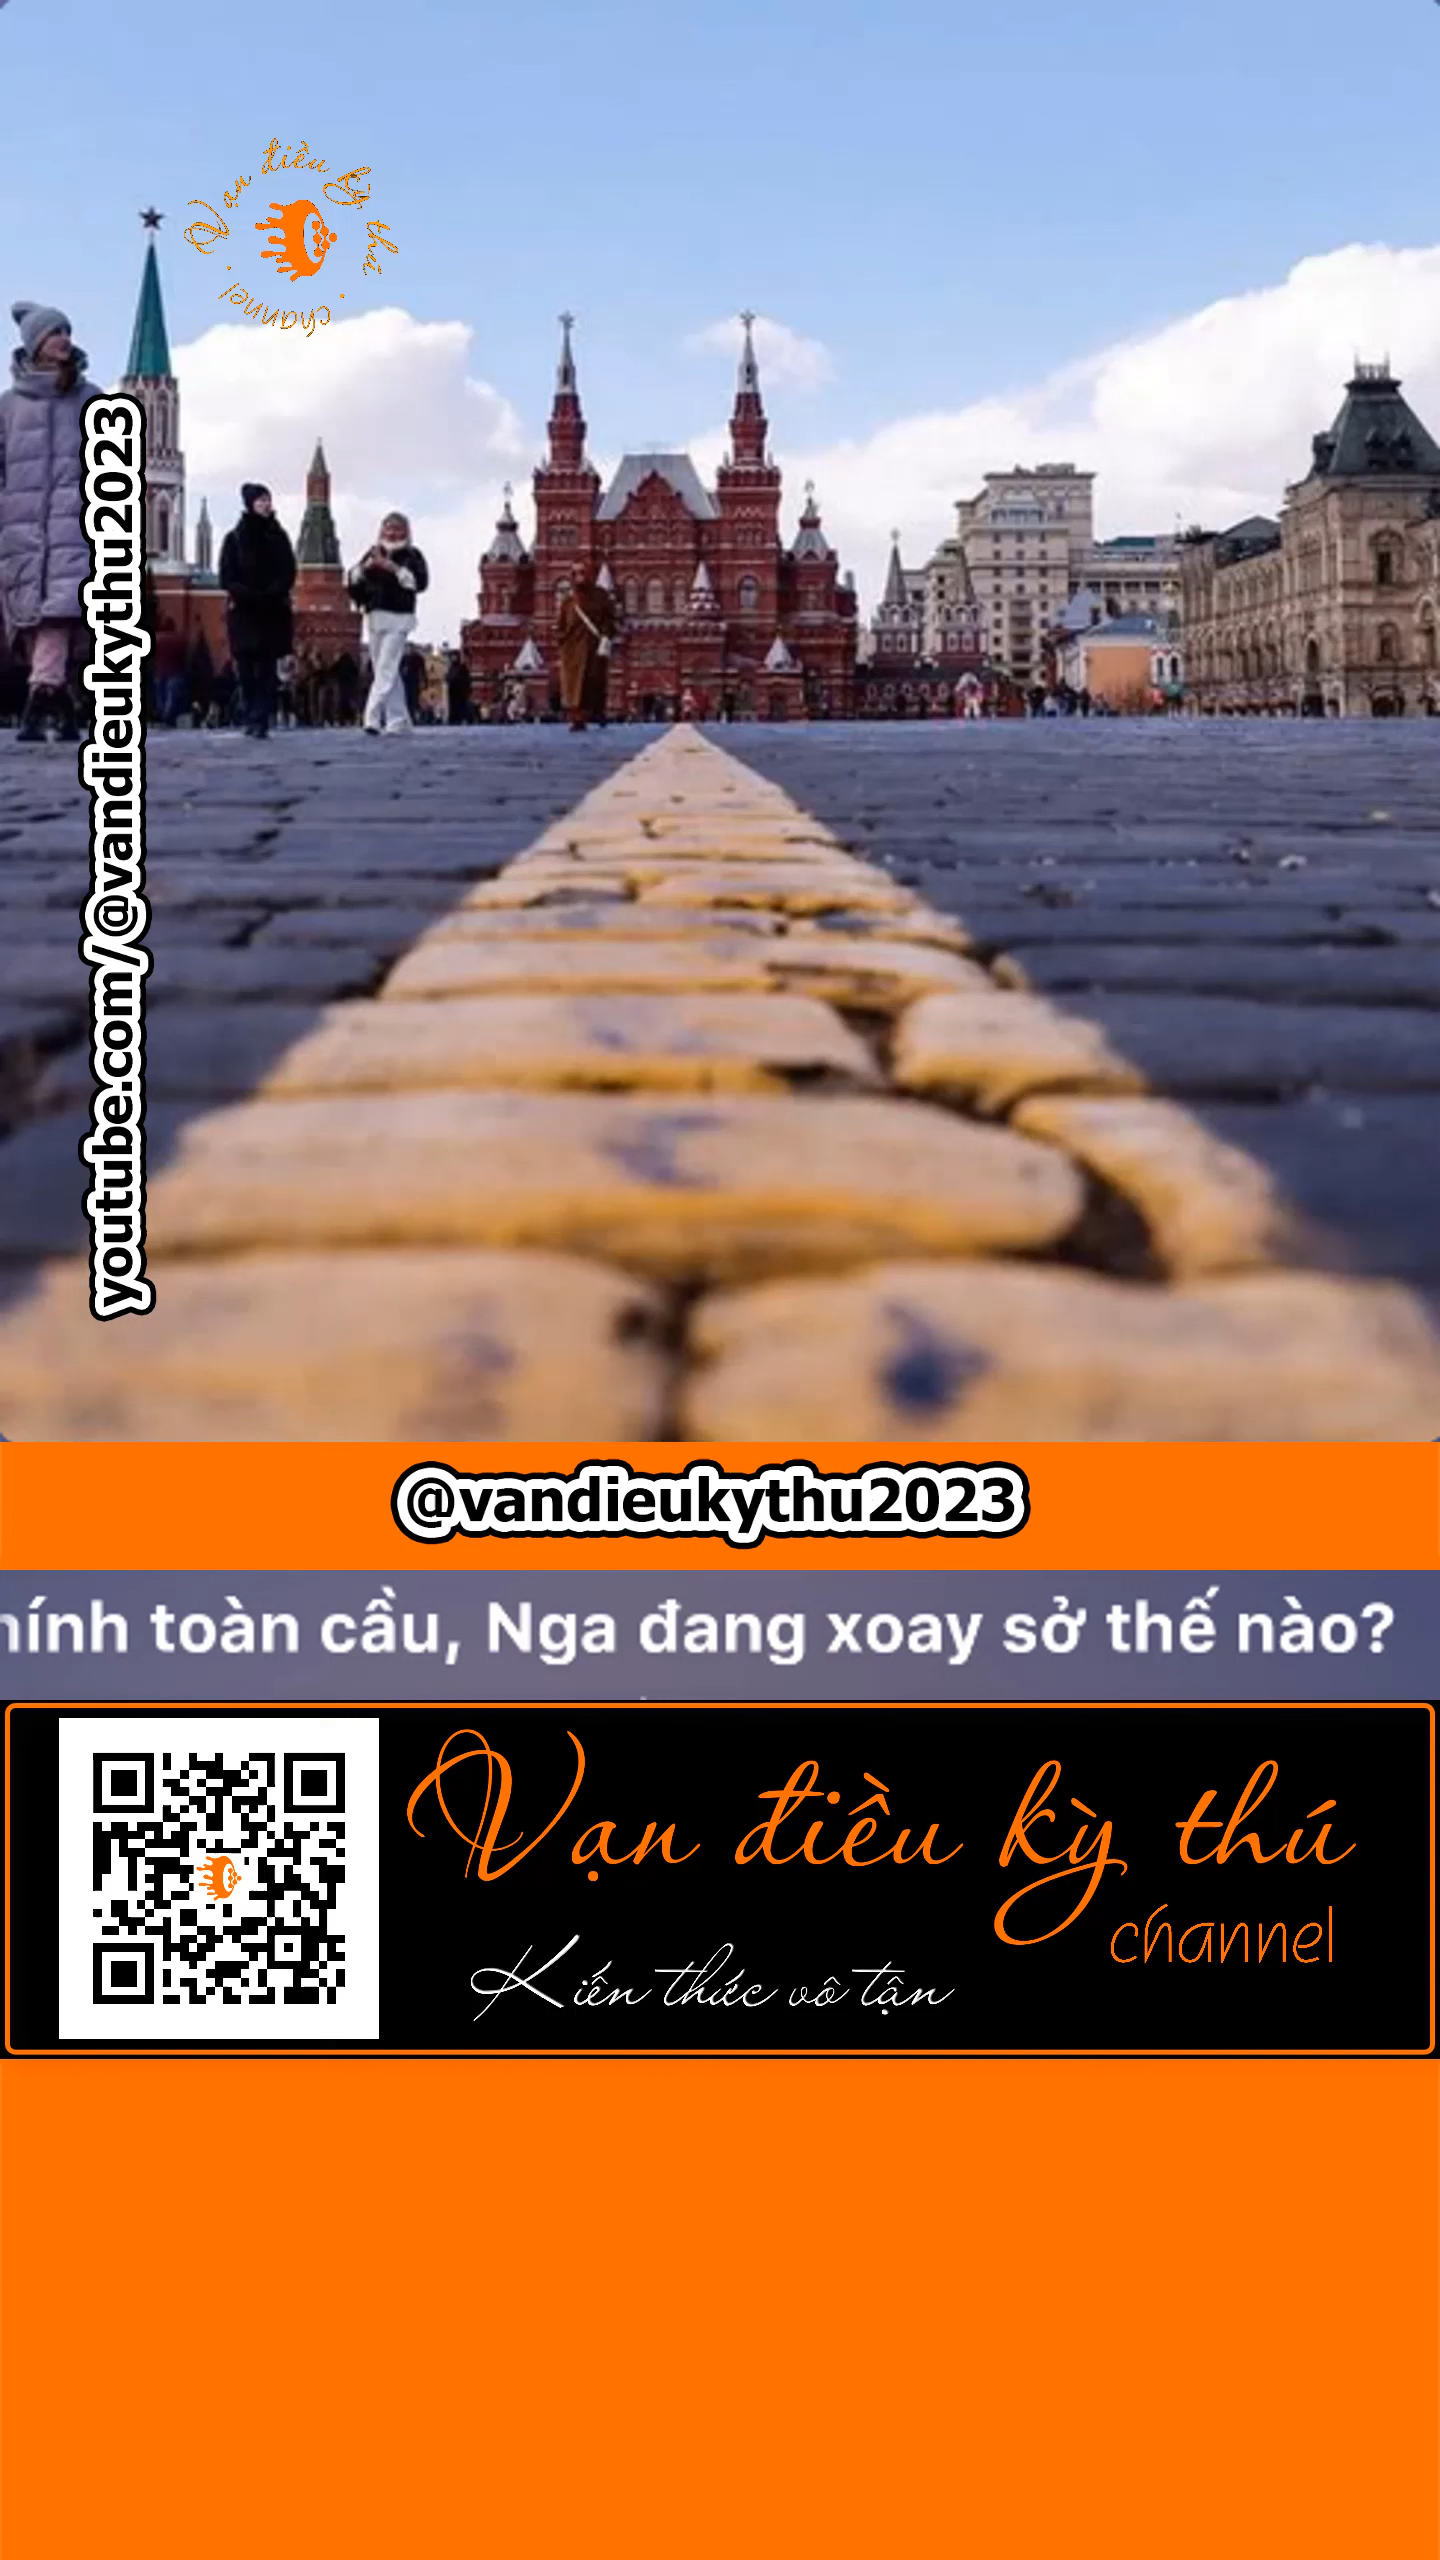 Vạn điều kỳ thú
channel
youtube.com/@vandieukythu2023
@vandieukythu2023
hính toàn cầu, Nga đang xoay sở thế nào?
Vạn điều kỳ thú
channel
Kiến thức vô tận